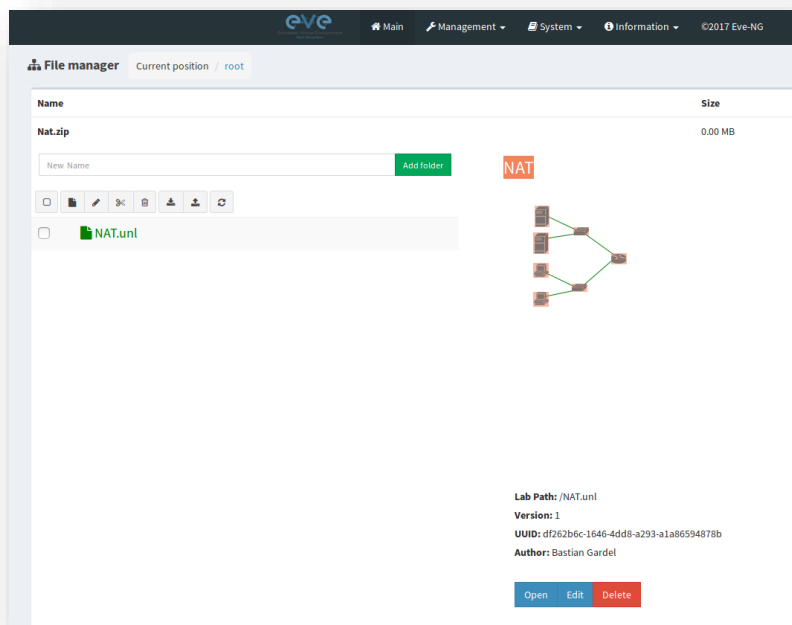 eve
Main
Management
System
Information
©2017 Eve-NG
File manager
Current position / root
Name
Size
Nat.zip
0.00 MB
New Name
Add folder
NAT
NAT.unl
Lab Path: /NAT.unl
Version: 1
UUID: df262b6c-1646-4dd8-a293-a1a86594878b
Author: Bastian Gardel
Open
Edit
Delete